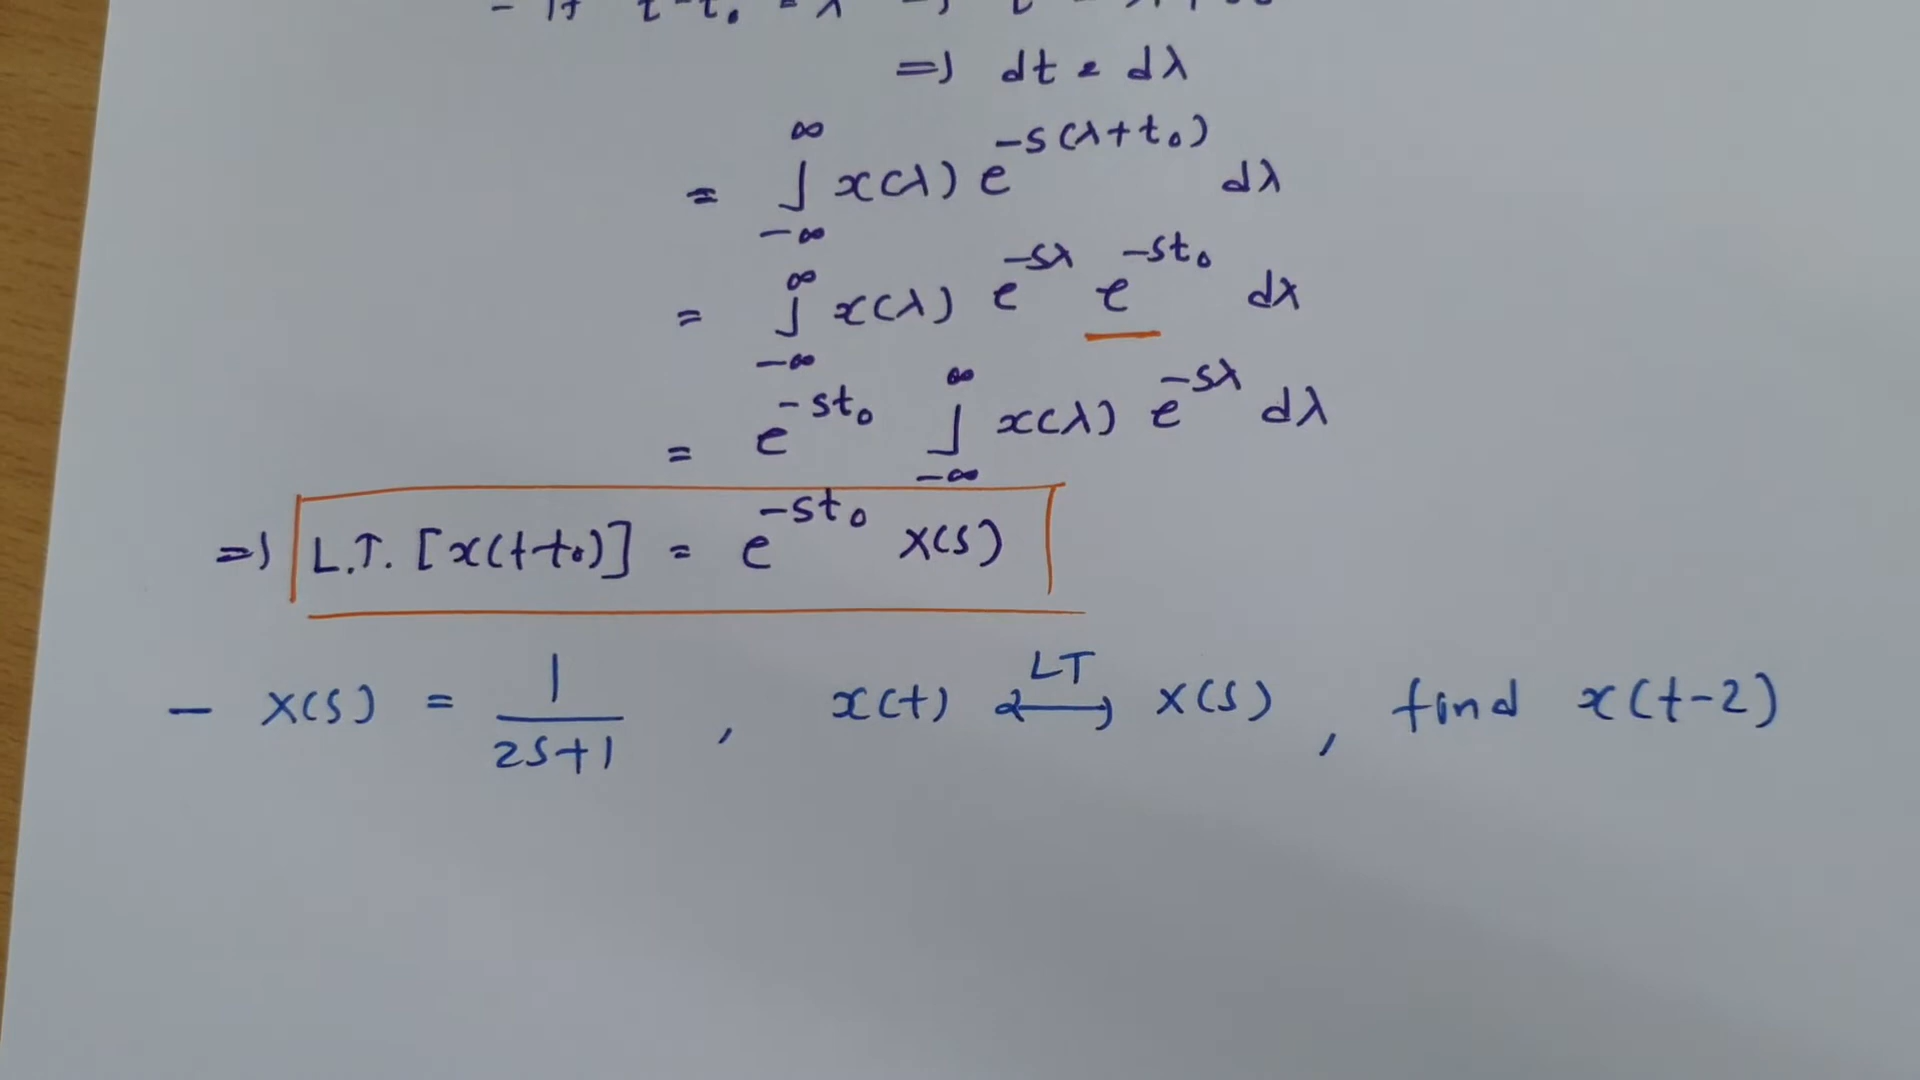 => dt = dλ
= ∫_{-∞}^{∞} x(λ) e^{-s(λ+t₀)} dλ
= ∫_{-∞}^{∞} x(λ) e^{-sλ} e^{-st₀} dλ
= e^{-st₀} ∫_{-∞}^{∞} x(λ) e^{-sλ} dλ
=> L.T. [x(t-t₀)] = e^{-st₀} X(s)
- X(s) = 1/(2s+1) , x(t) <-LT-> X(s) , find x(t-2)